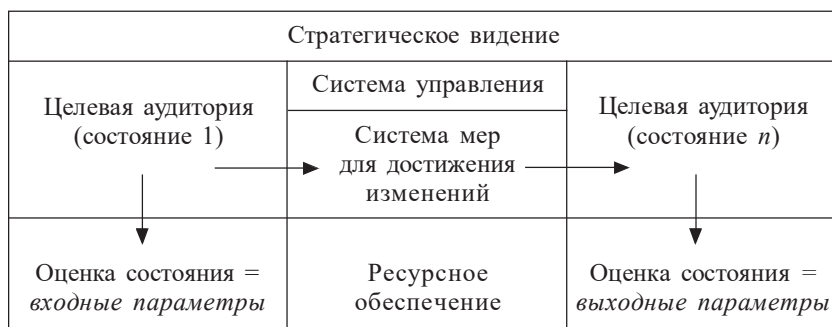 Стратегическое видение
Целевая аудитория
(состояние 1)
Система управления
Система мер
для достижения
изменений
Целевая аудитория
(состояние n)
Оценка состояния =
входные параметры
Ресурсное
обеспечение
Оценка состояния =
выходные параметры